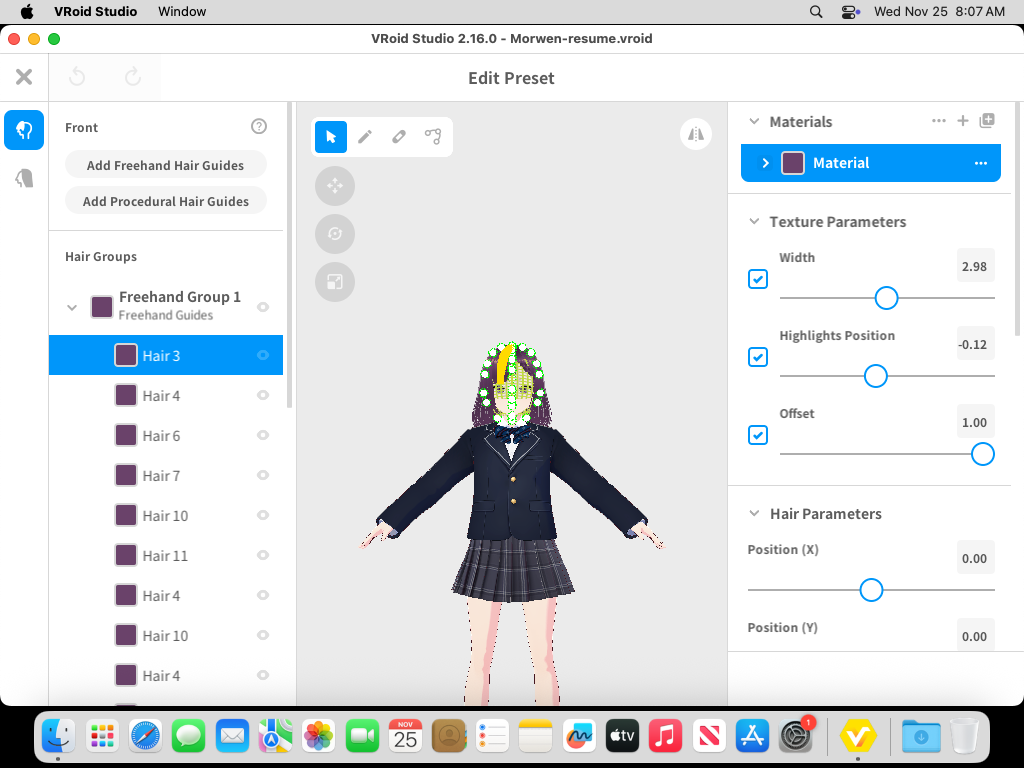 VRoid Studio
Window
Wed Nov 25 8:07 AM
VRoid Studio 2.16.0 - Morwen-resume.vroid
Edit Preset
Front
Add Freehand Hair Guides
Add Procedural Hair Guides
Hair Groups
Freehand Group 1
Freehand Guides
Hair 3
Hair 4
Hair 6
Hair 7
Hair 10
Hair 11
Hair 4
Hair 10
Hair 4
Materials
Material
Texture Parameters
Width
2.98
Highlights Position
-0.12
Offset
1.00
Hair Parameters
Position (X)
0.00
Position (Y)
0.00
NOV
25
tv
1